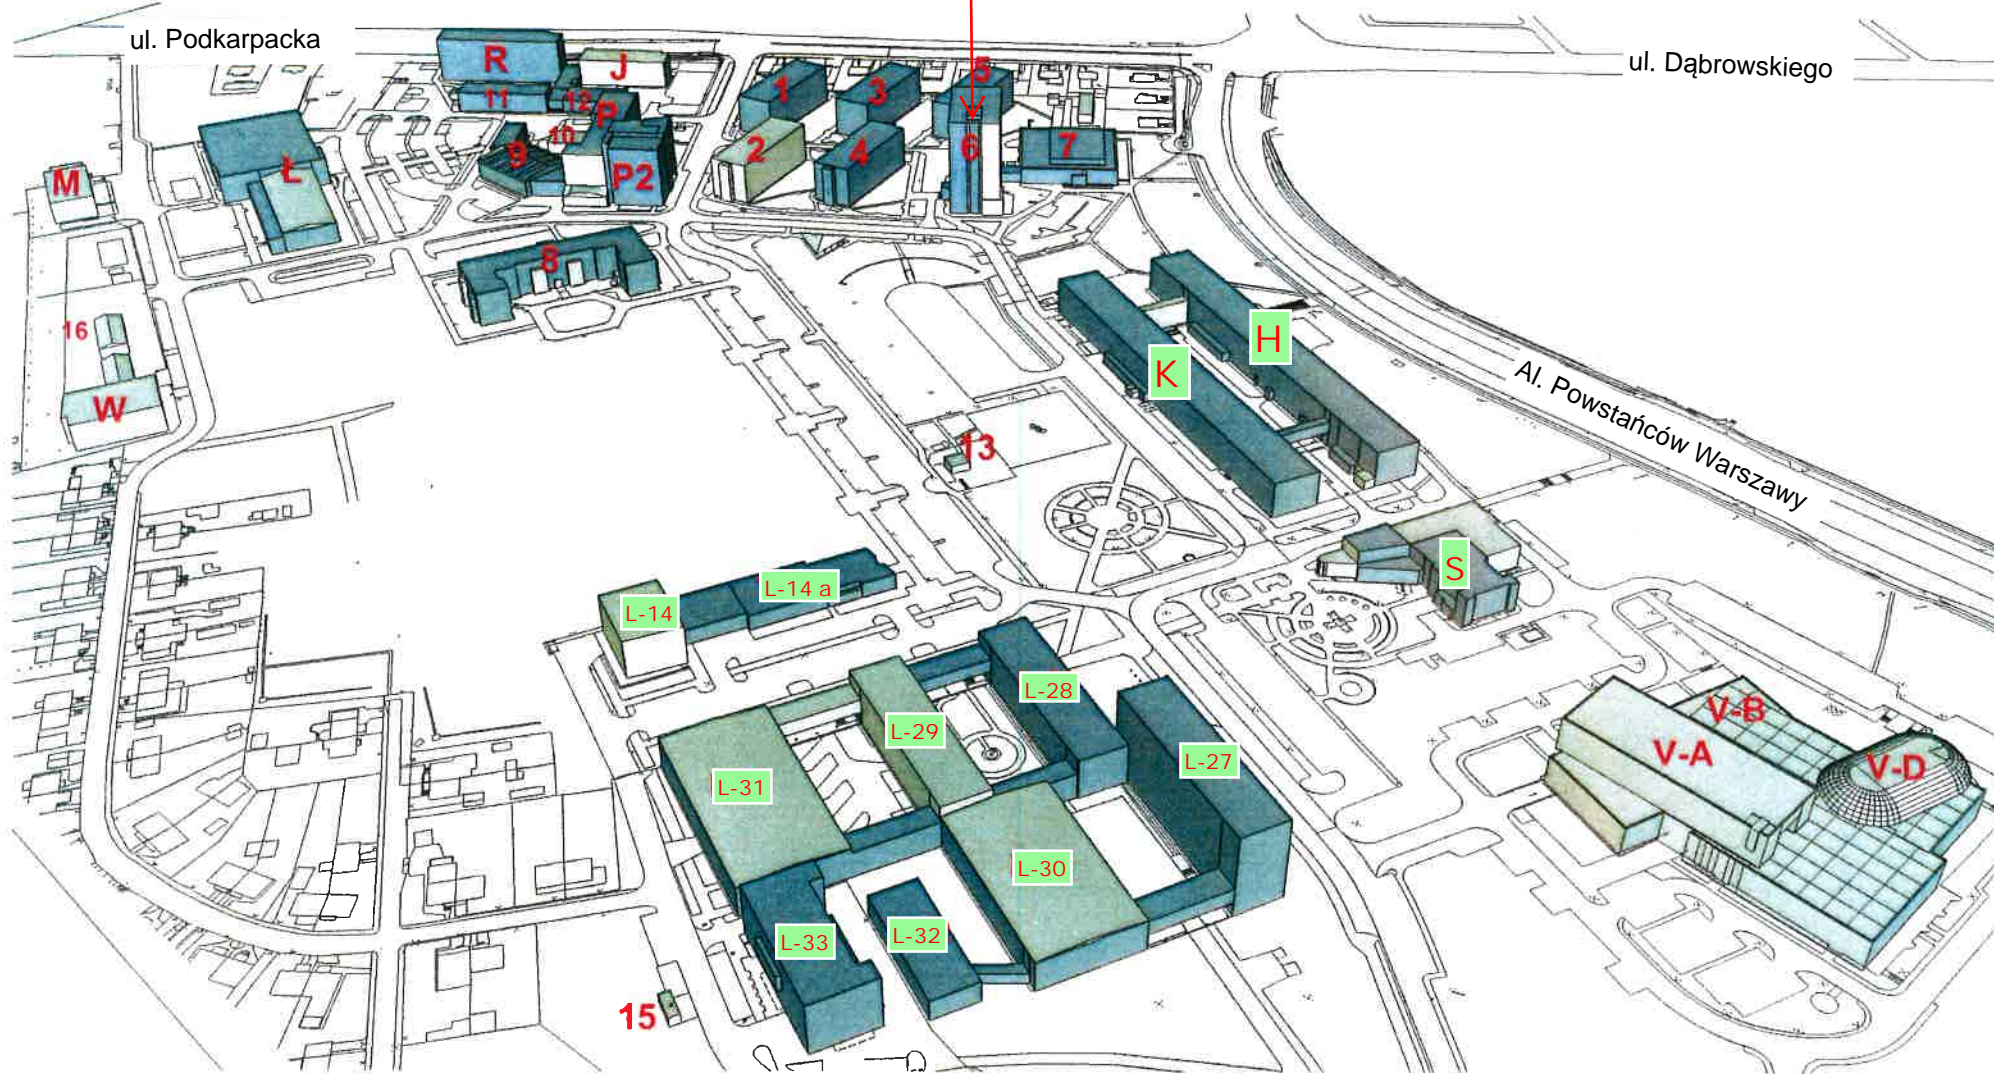 ul. Podkarpacka
ul. Dąbrowskiego
R
J
11
12
P
10
9
P2
1
3
5
2
4
6
7
M
Ł
8
16
W
H
K
Al. Powstańców Warszawy
13
S
L-14
L-14 a
L-28
L-29
L-27
L-31
L-30
L-33
L-32
15
V-B
V-A
V-D